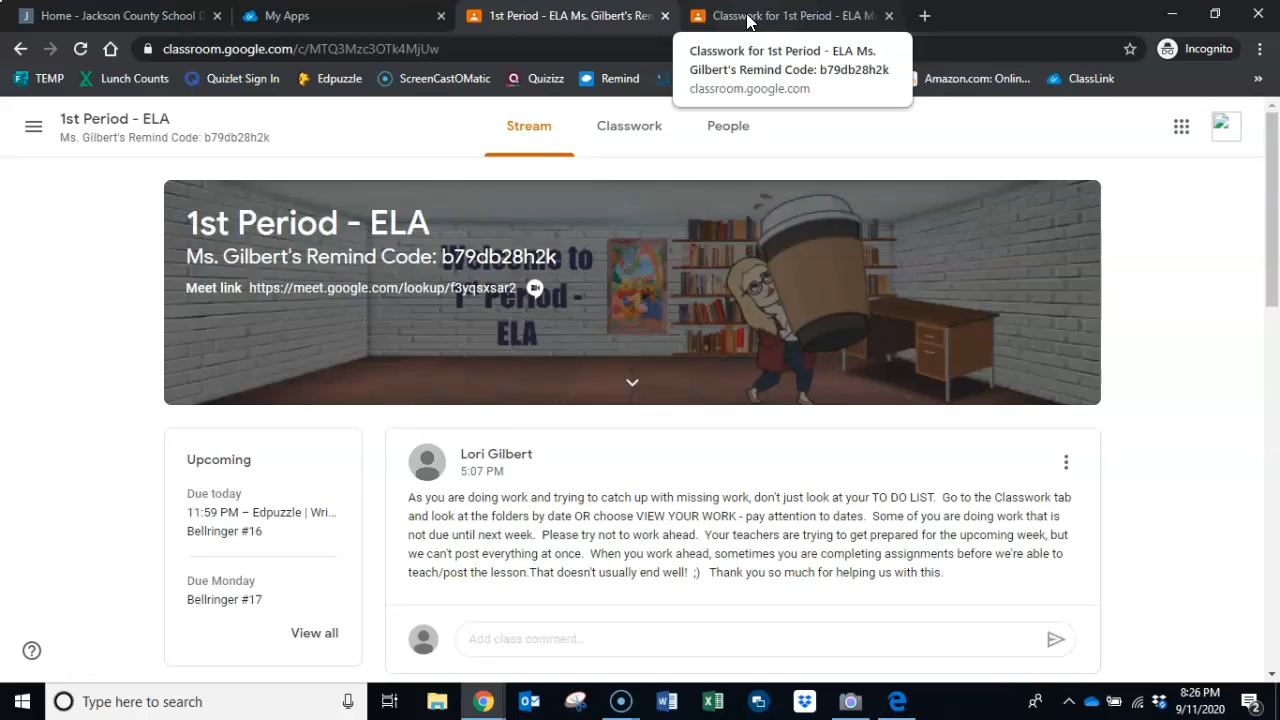 Home - Jackson County School D
My Apps
1st Period - ELA Ms. Gilbert's Re
Classwork for 1st Period - ELA M
classroom.google.com/c/MTQ3Mzc3OTk4MjUw
Incognito
TEMP
Lunch Counts
Quizlet Sign In
Edpuzzle
ScreenCastOMatic
Quizizz
Remind
Amazon.com: Onlin...
ClassLink
»
Classwork for 1st Period - ELA Ms.
Gilbert's Remind Code: b79db28h2k
classroom.google.com
1st Period - ELA
Ms. Gilbert's Remind Code: b79db28h2k
Stream
Classwork
People
1st Period - ELA
Ms. Gilbert's Remind Code: b79db28h2k
Meet link https://meet.google.com/lookup/f3yqsxsar2
Welcome to
1st Period -
ELA
Upcoming
Due today
11:59 PM – Edpuzzle | Wri...
Bellringer #16
Due Monday
Bellringer #17
View all
Lori Gilbert
5:07 PM
As you are doing work and trying to catch up with missing work, don't just look at your TO DO LIST. Go to the Classwork tab
and look at the folders by date OR choose VIEW YOUR WORK - pay attention to dates. Some of you are doing work that is
not due until next week. Please try not to work ahead. Your teachers are trying to get prepared for the upcoming week, but
we can't post everything at once. When you work ahead, sometimes you are completing assignments before we're able to
teach/post the lesson.That doesn't usually end well! ;) Thank you so much for helping us with this.
Add class comment...
Type here to search
8:26 PM
9/11/2020
2